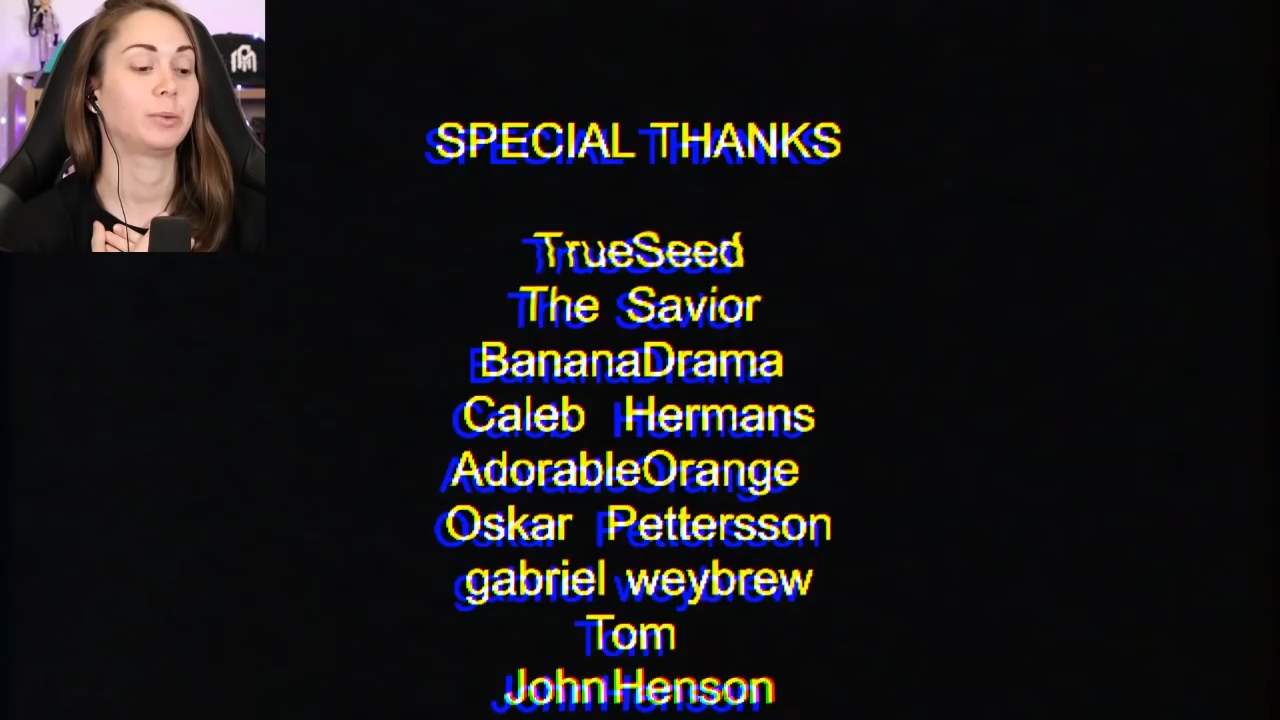 SPECIAL THANKS
TrueSeed
The Savior
BananaDrama
Caleb Hermans
AdorableOrange
Oskar Pettersson
gabriel weybrew
Tom
John Henson